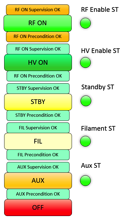 RF ON Supervision OK
RF Enable ST
RF ON
RF ON Precondition OK
RF ON Supervision OK
HV Enable ST
HV ON
RF ON Precondition OK
STBY Supervision OK
Standby ST
STBY
STBY Precondition OK
FIL Supervision OK
Filament ST
FIL
FIL Precondition OK
AUX Supervision OK
Aux ST
AUX
AUX Precondition OK
OFF